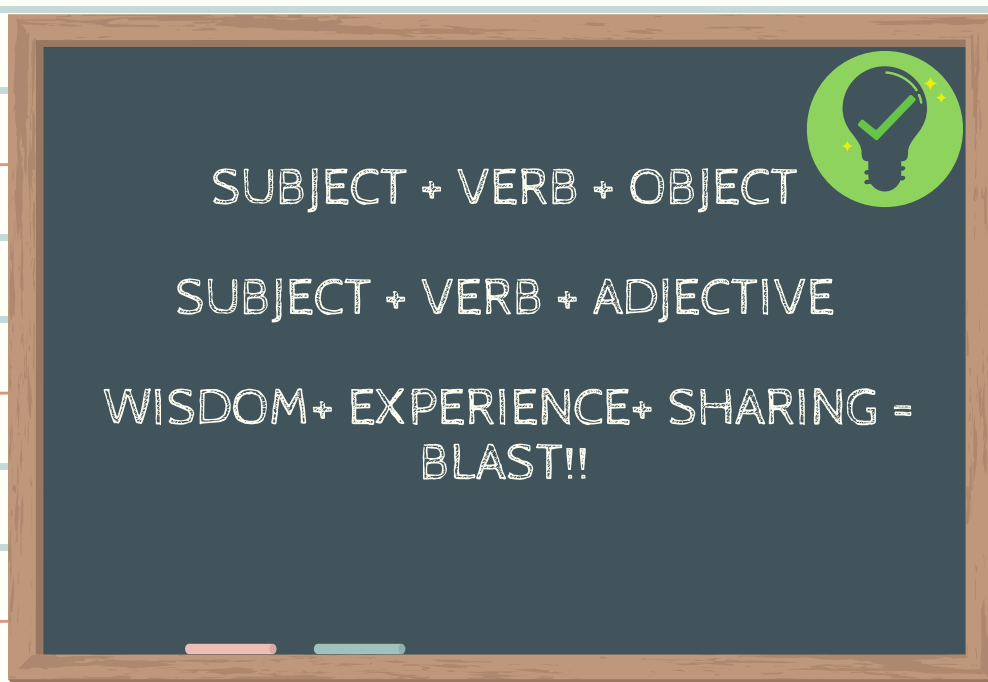 SUBJECT + VERB + OBJECT
SUBJECT + VERB + ADJECTIVE
WISDOM+ EXPERIENCE+ SHARING =
BLAST!!